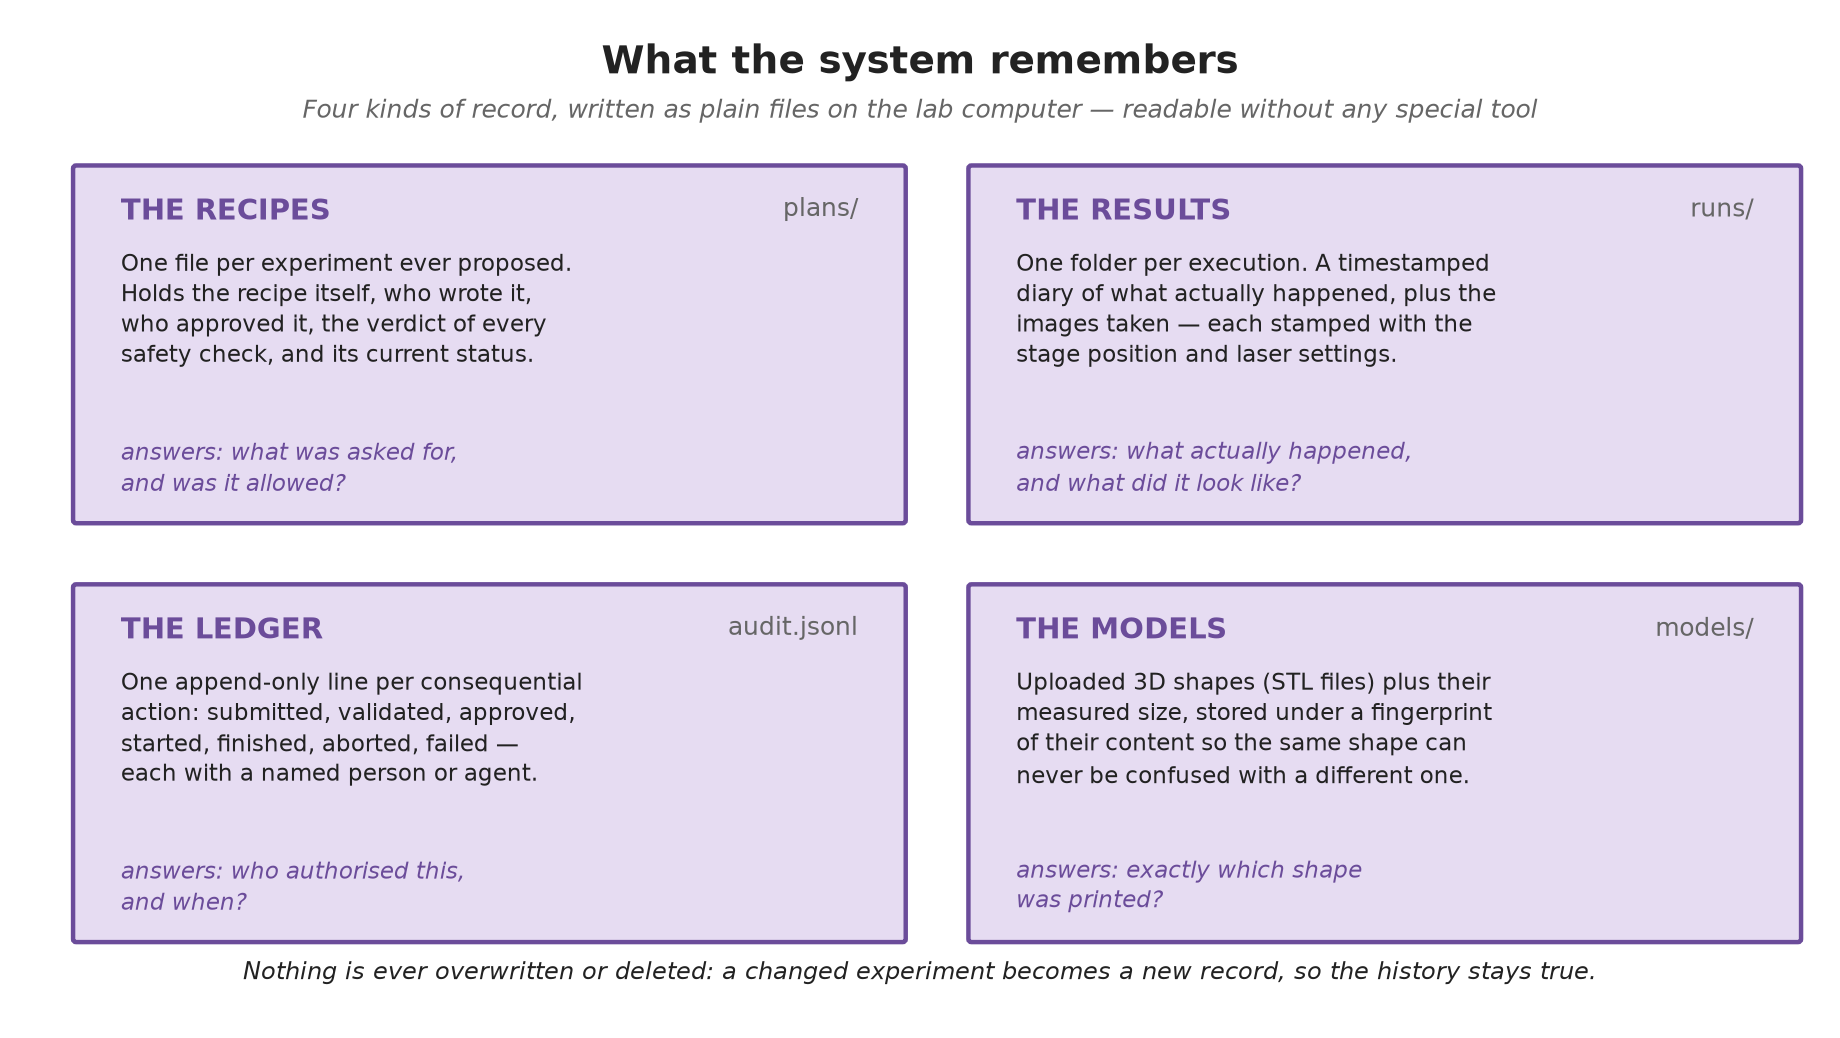 What the system remembers
Four kinds of record, written as plain files on the lab computer — readable without any special tool
THE RECIPES
plans/
One file per experiment ever proposed.
Holds the recipe itself, who wrote it,
who approved it, the verdict of every
safety check, and its current status.
answers: what was asked for,
and was it allowed?
THE RESULTS
runs/
One folder per execution. A timestamped
diary of what actually happened, plus the
images taken — each stamped with the
stage position and laser settings.
answers: what actually happened,
and what did it look like?
THE LEDGER
audit.jsonl
One append-only line per consequential
action: submitted, validated, approved,
started, finished, aborted, failed —
each with a named person or agent.
answers: who authorised this,
and when?
THE MODELS
models/
Uploaded 3D shapes (STL files) plus their
measured size, stored under a fingerprint
of their content so the same shape can
never be confused with a different one.
answers: exactly which shape
was printed?
Nothing is ever overwritten or deleted: a changed experiment becomes a new record, so the history stays true.